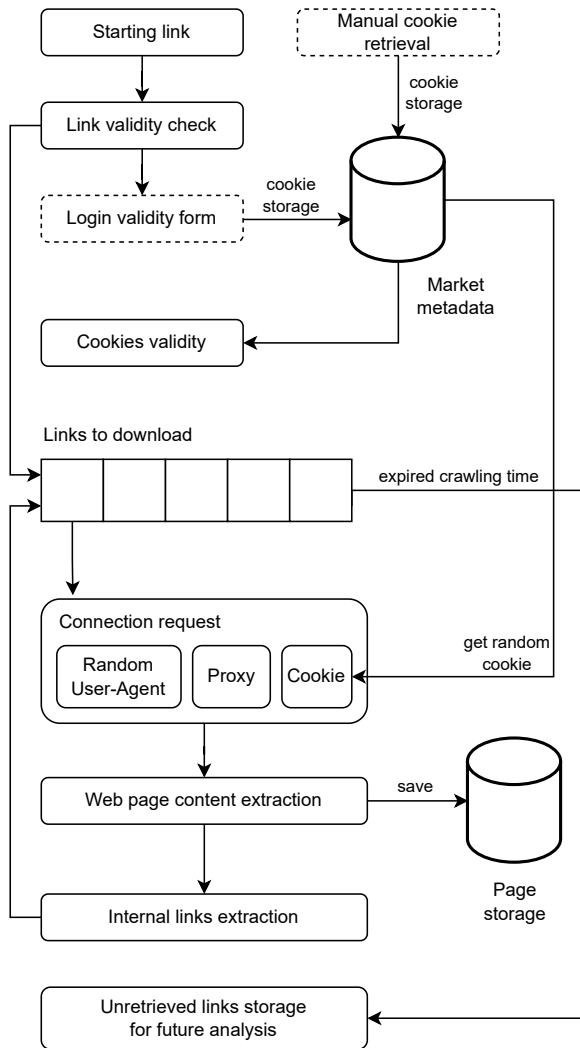 Starting link
Manual cookie
retrieval
cookie
storage
Link validity check
Login validity form
cookie
storage
Market
metadata
Cookies validity
Links to download
expired crawling time
Connection request
get random
cookie
Random
User-Agent
Proxy
Cookie
Web page content extraction
save
Page
storage
Internal links extraction
Unretrieved links storage
for future analysis